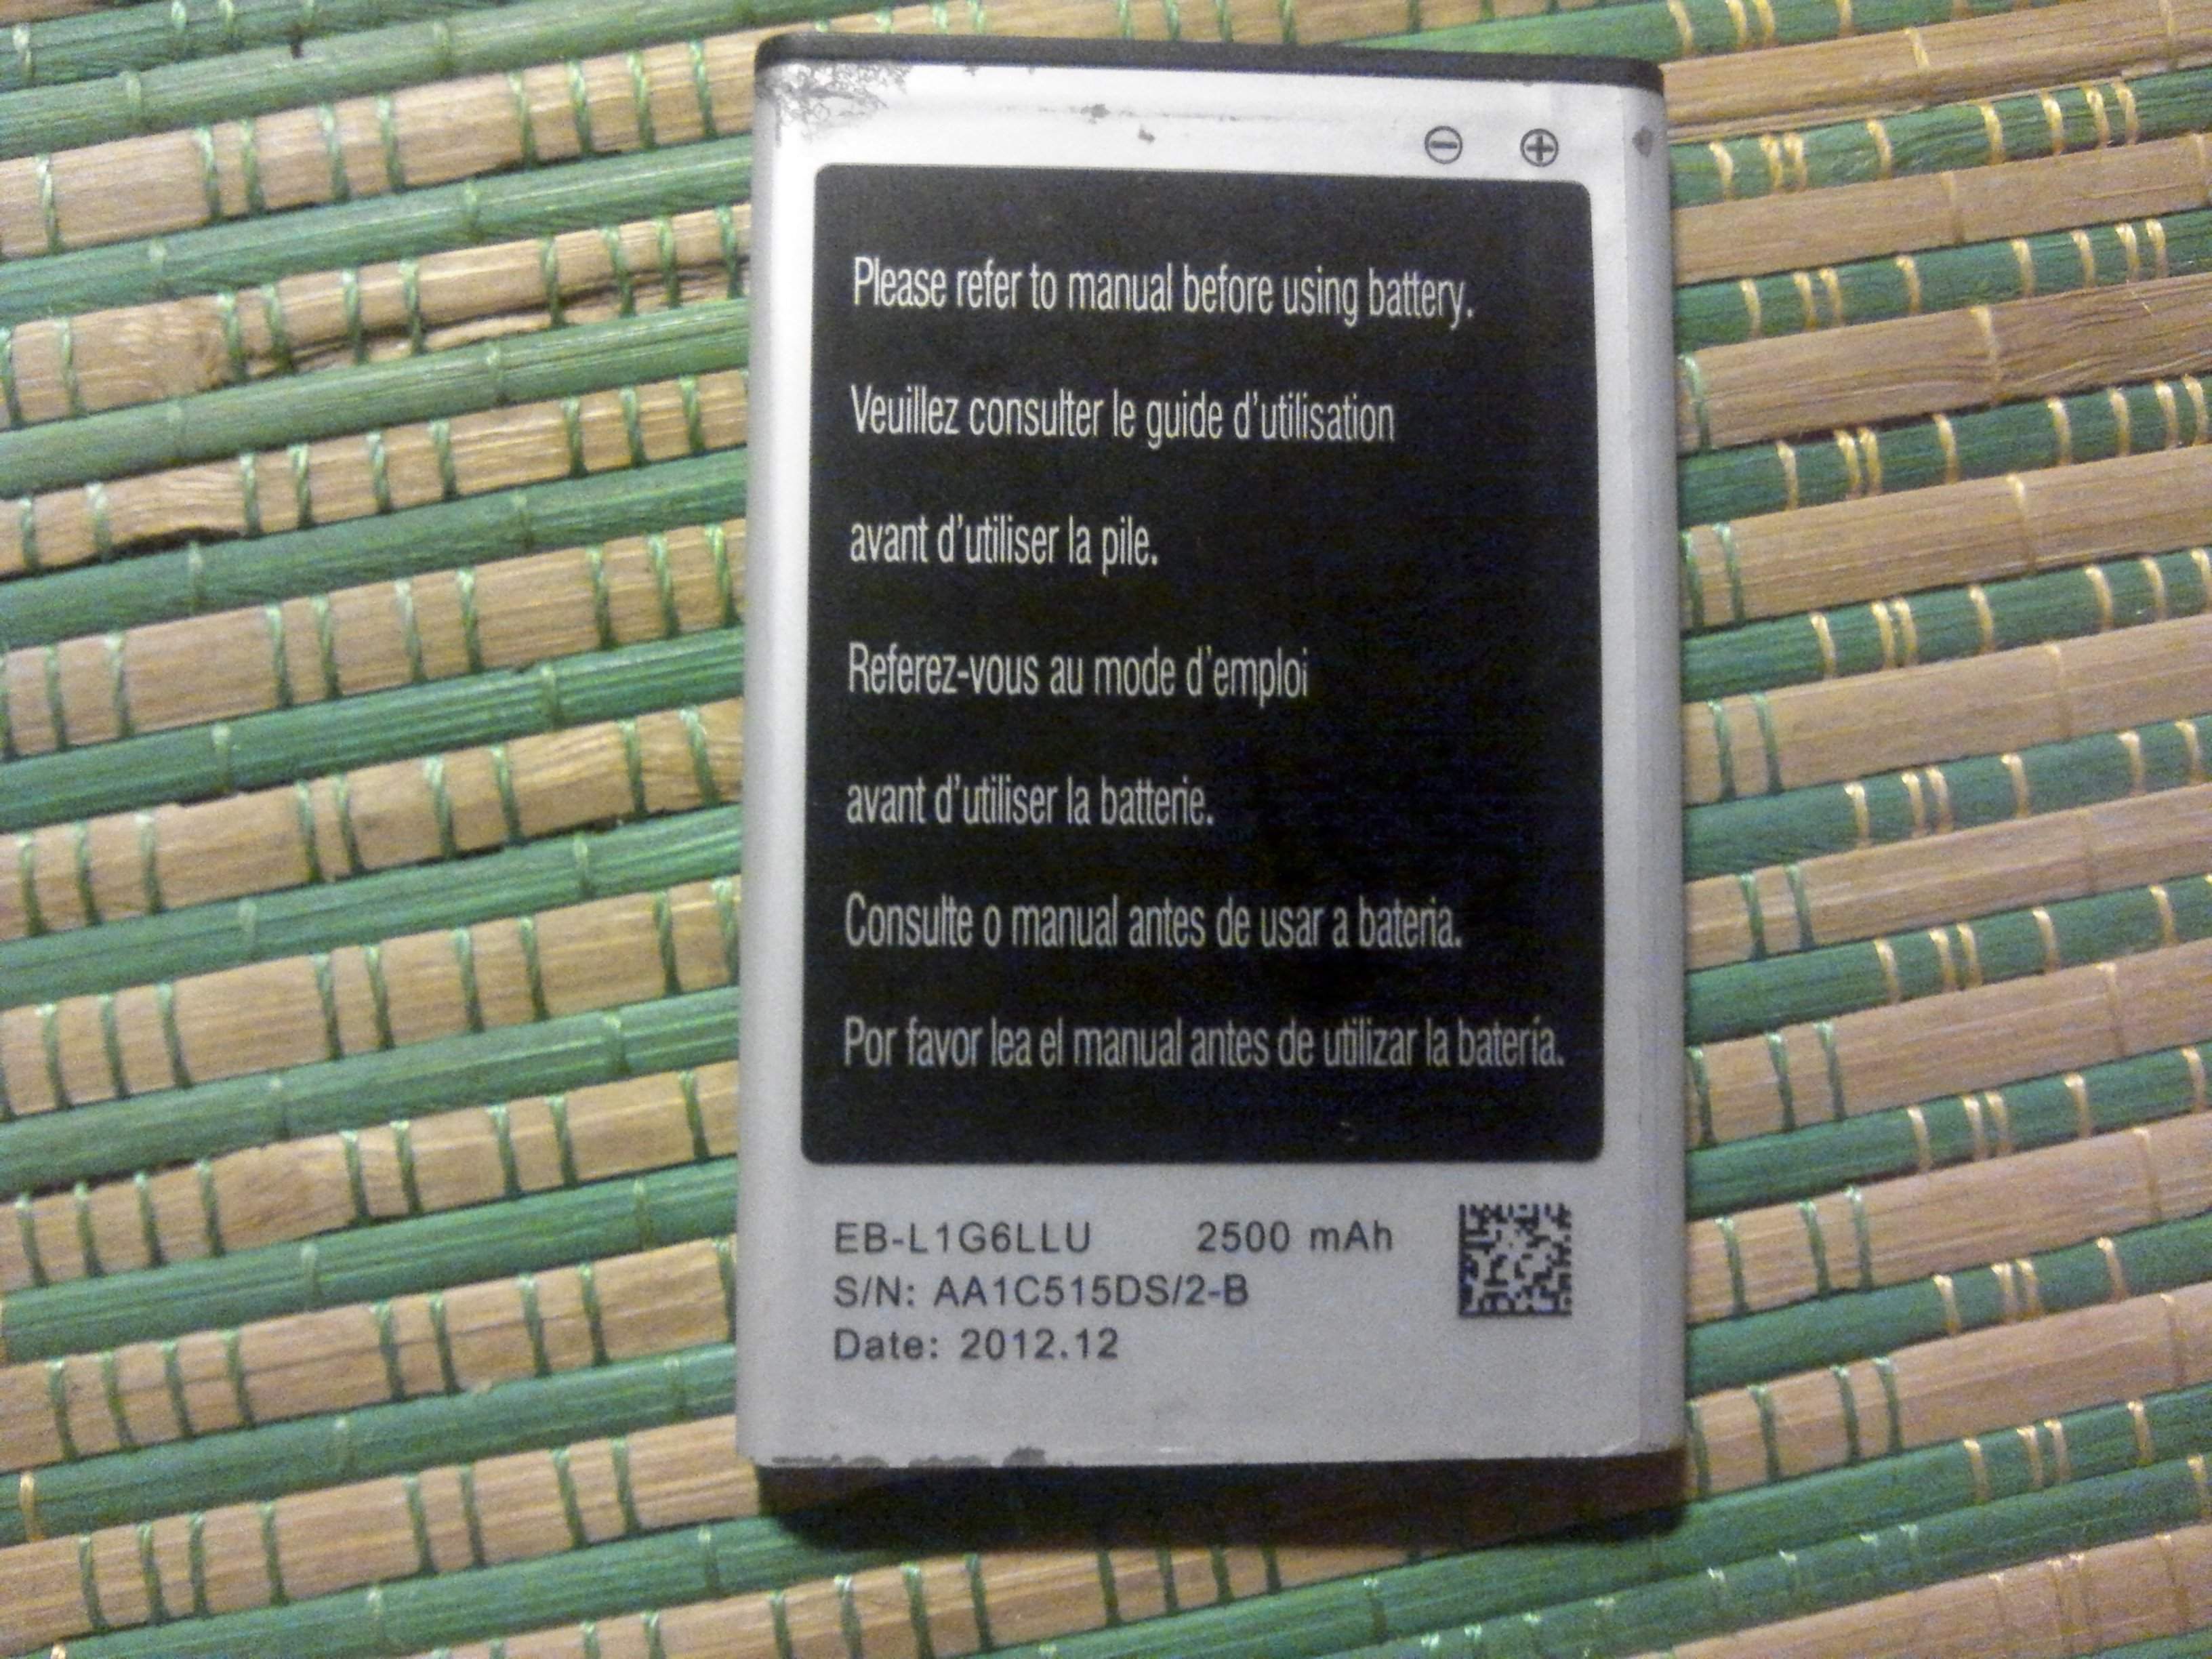 Please refer to manual before using battery.
Veuillez consulter le guide d'utilisation
avant d'utiliser la pile.
Referez-vous au mode d'emploi
avant d'utiliser la batterie.
Consulte o manual antes de usar a bateria.
Por favor lea el manual antes de utilizar la batería.
EB-L1G6LLU 2500 mAh
S/N: AA1C515DS/2-B
Date: 2012.12